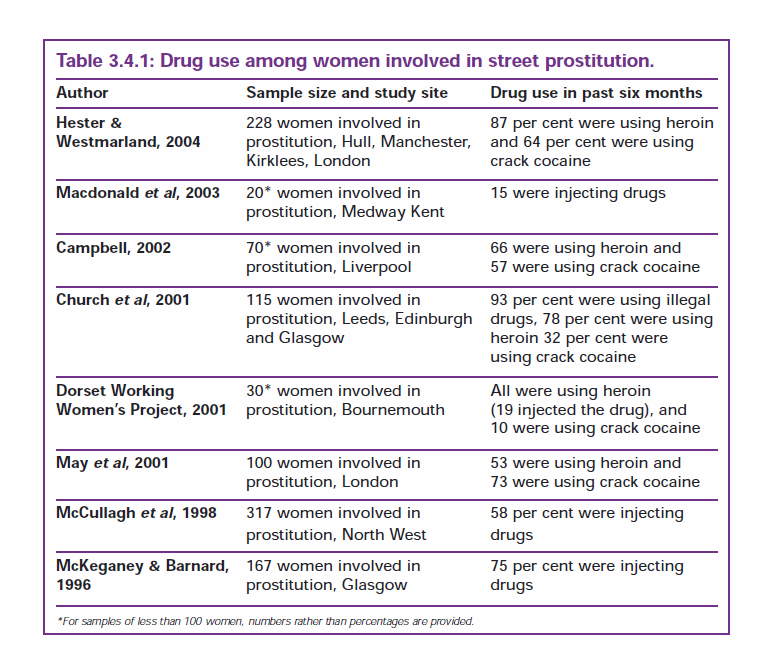 Table 3.4.1: Drug use among women involved in street prostitution.
Author Sample size and study site Drug use in past six months
Hester & 228 women involved in 87 per cent were using heroin
Westmarland, 2004 prostitution, Hull, Manchester, and 64 per cent were using
Kirklees, London crack cocaine
Macdonald et al, 2003 20* women involved in 15 were injecting drugs
prostitution, Medway Kent
Campbell, 2002 70* women involved in 66 were using heroin and
prostitution, Liverpool 57 were using crack cocaine
Church et al, 2001 115 women involved in 93 per cent were using illegal
prostitution, Leeds, Edinburgh drugs, 78 per cent were using
and Glasgow heroin 32 per cent were
using crack cocaine
Dorset Working 30* women involved in All were using heroin
Women's Project, 2001 prostitution, Bournemouth (19 injected the drug), and
10 were using crack cocaine
May et al, 2001 100 women involved in 53 were using heroin and
prostitution, London 73 were using crack cocaine
McCullagh et al, 1998 317 women involved in 58 per cent were injecting
prostitution, North West drugs
McKeganey & Barnard, 167 women involved in 75 per cent were injecting
1996 prostitution, Glasgow drugs
*For samples of less than 100 women, numbers rather than percentages are provided.